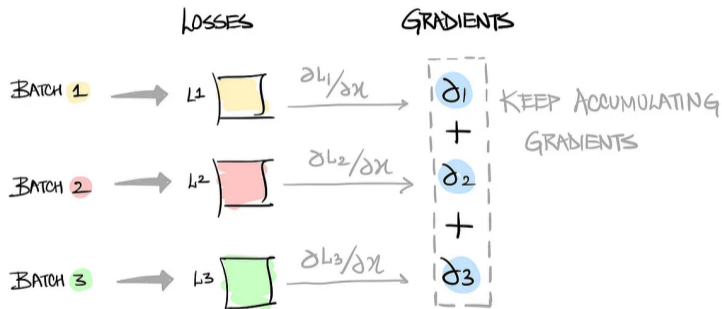 LOSSES GRADIENTS
BATCH 1 L1 ∂L1/∂x ∂1 KEEP ACCUMULATING
+ GRADIENTS
BATCH 2 L2 ∂L2/∂x ∂2
+
BATCH 3 L3 ∂L3/∂x ∂3